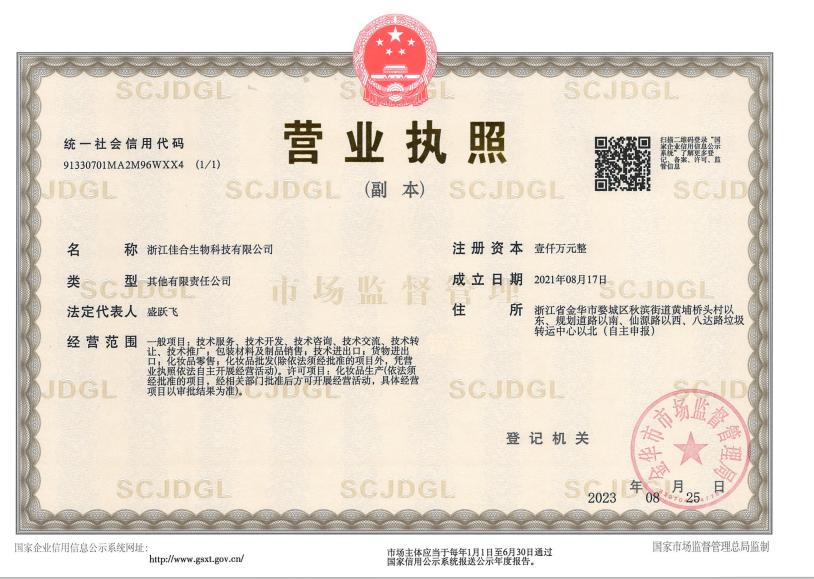 SCJDGL SCJDGL SCJDGL
统一社会信用代码
91330701MA2M96WXX4 (1/1)
营业执照
(副 本)
扫描二维码登录“国
家企业信用信息公示
系统”了解更多登
记、备案、许可、监
管信息
JDGL SCJDGL SCJDGL SCJD
名 称 浙江佳合生物科技有限公司
类 型 其他有限责任公司
法定代表人 盛跃飞
经营范围 一般项目：技术服务、技术开发、技术咨询、技术交流、技术转
让、技术推广；包装材料及制品销售；技术进出口；货物进出
口；化妆品零售；化妆品批发(除依法须经批准的项目外，凭营
业执照依法自主开展经营活动)。许可项目：化妆品生产(依法须
经批准的项目，经相关部门批准后方可开展经营活动，具体经营
项目以审批结果为准)。
注册资本 壹仟万元整
成立日期 2021年08月17日
住 所 浙江省金华市婺城区秋滨街道黄埔桥头村以
东、规划道路以南、仙源路以西、八达路垃圾
转运中心以北（自主申报）
SCJDGL 市场监督管理 SCJDGL
JDGL SCJDGL SCJDGL SCJD
登记机关
金华市市场监督管理局
2023 年 08 月 25 日
SCJDGL SCJDGL SCJDGL
国家企业信用信息公示系统网址：
http://www.gsxt.gov.cn/
市场主体应当于每年1月1日至6月30日通过
国家信用公示系统报送公示年度报告。
国家市场监督管理总局监制